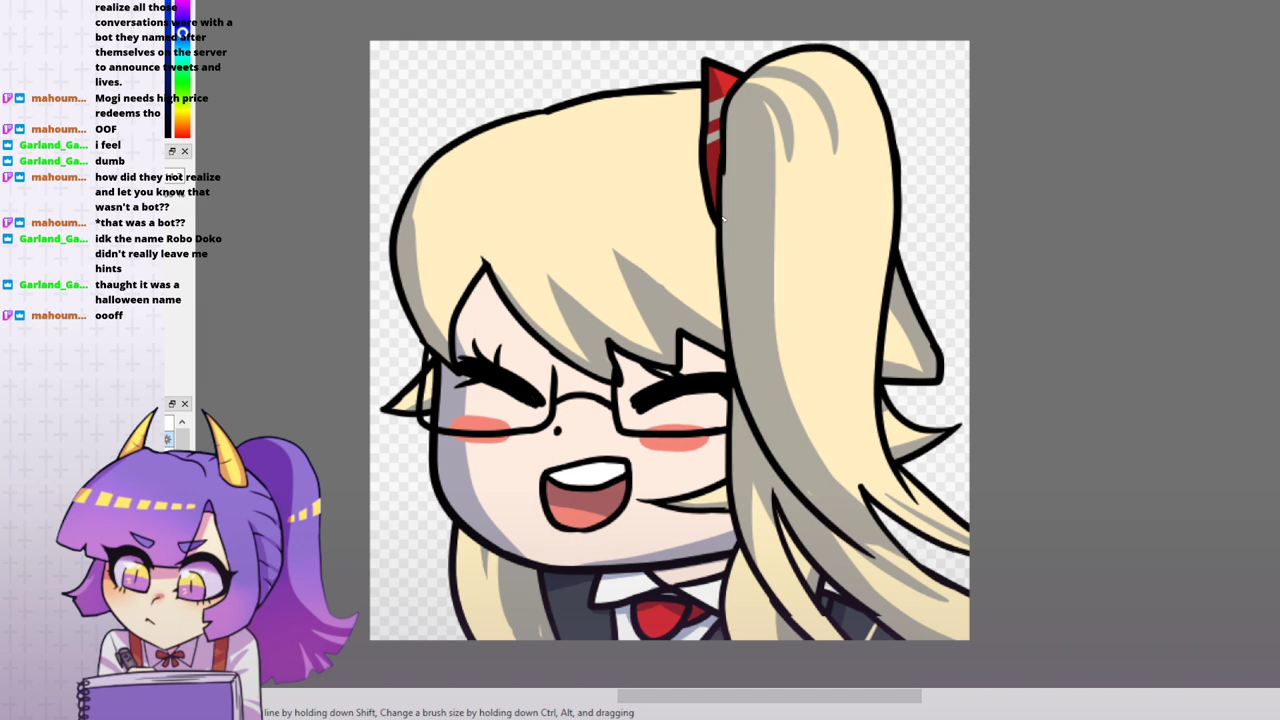 realize all those
conversations were with a
bot they named after
themselves on the server
to announce tweets and
lives.
mahoum... Mogi needs high price
redeems tho
mahoum... OOF
Garland_Ga... i feel
Garland_Ga... dumb
mahoum... how did they not realize
and let you know that
wasn't a bot??
mahoum... *that was a bot??
Garland_Ga... idk the name Robo Doko
didn't really leave me
hints
Garland_Ga... thaught it was a
halloween name
mahoum... oooff
line by holding down Shift, Change a brush size by holding down Ctrl, Alt, and dragging